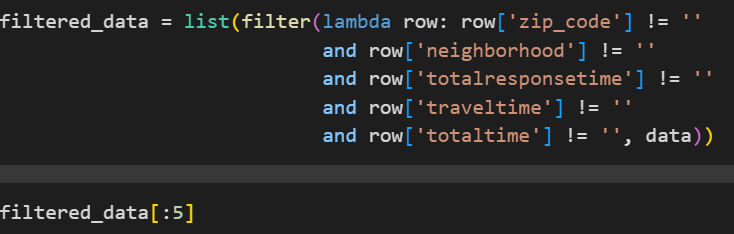 filtered_data = list(filter(lambda row: row['zip_code'] != ''
and row['neighborhood'] != ''
and row['totalresponsetime'] != ''
and row['traveltime'] != ''
and row['totaltime'] != '', data))
filtered_data[:5]